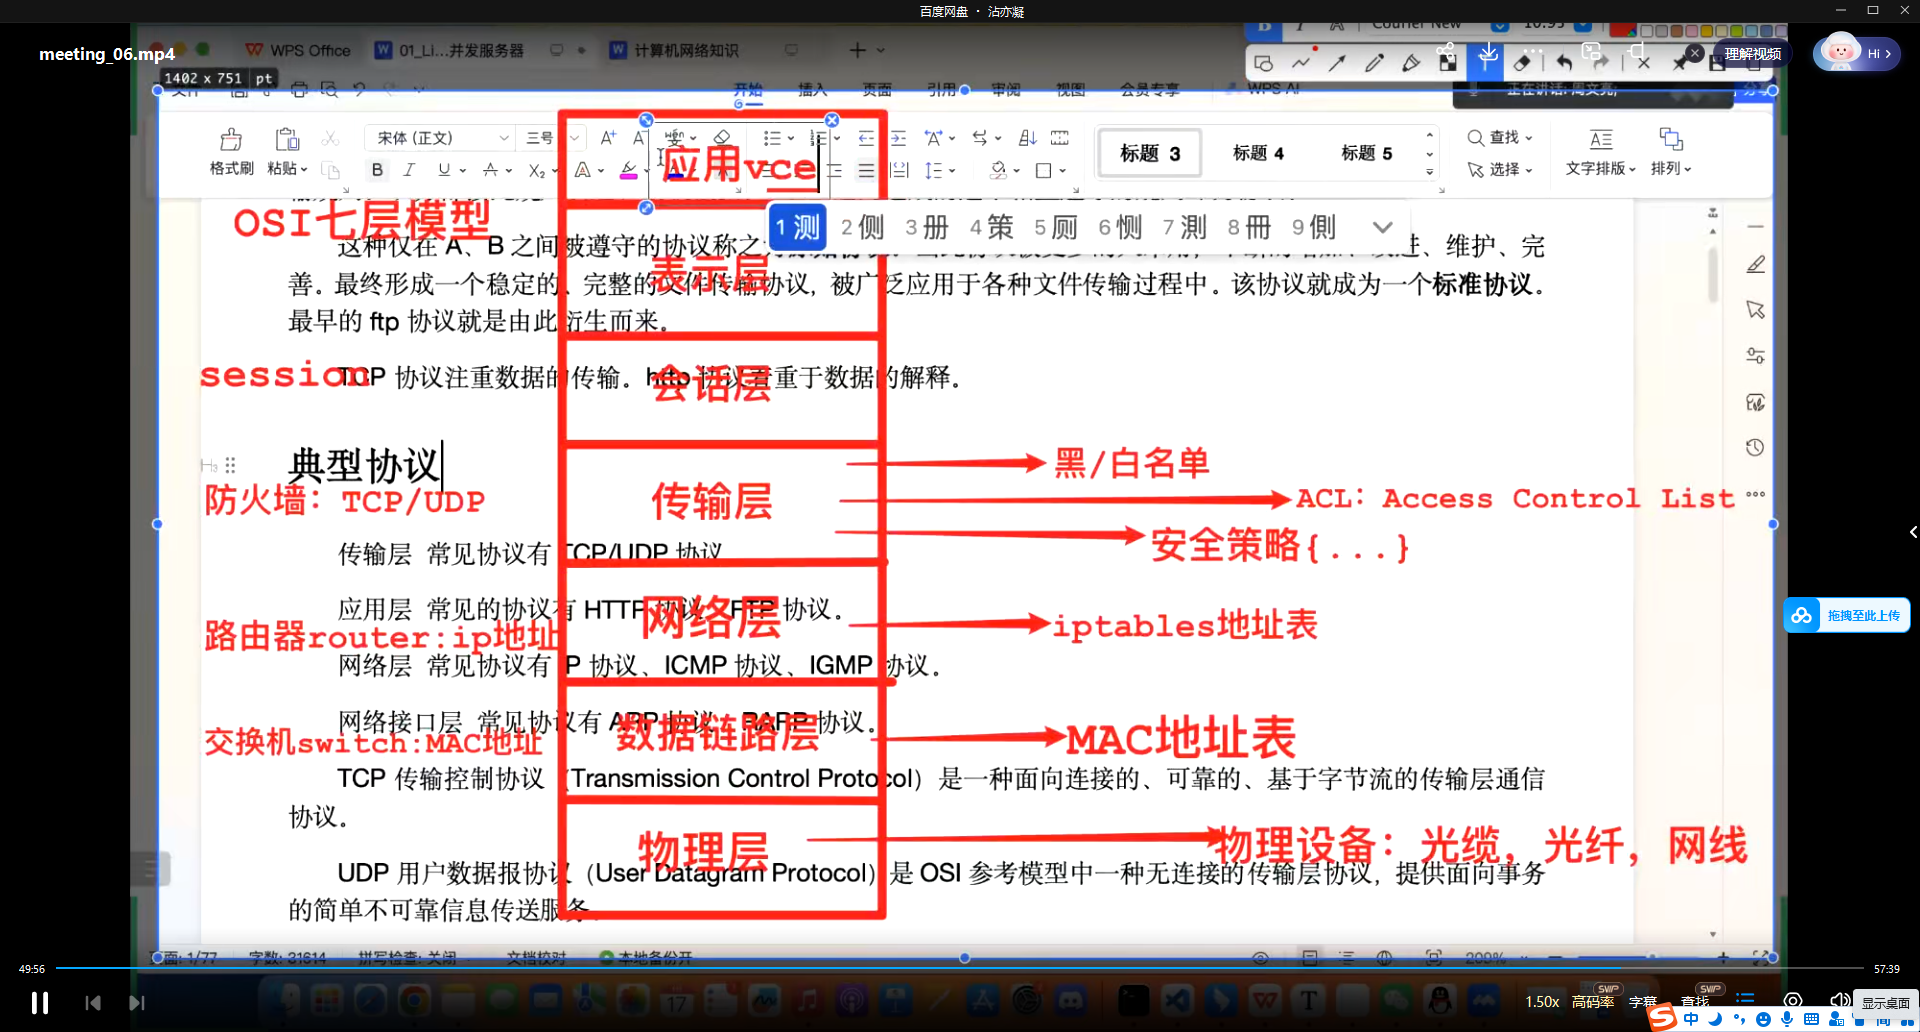 百度网盘 · 沾亦凝
meeting_06.mp4
WPS Office
01_Li...并发服务器
计算机网络知识
理解视频
Hi
1402 x 751 pt
开始 插入 页面 引用 审阅 视图 会员专享 WPS AI
格式刷 粘贴
宋体 (正文) 三号
B I U A X₂
标题 3 标题 4 标题 5
查找
选择
文字排版 排列
应用vce
1 测 2 侧 3 册 4 策 5 厕 6 恻 7 測 8 冊 9 側
OSI七层模型
表示层
善。最终形成一个稳定的、完整的文件传输协议，被广泛应用于各种文件传输过程中。该协议就成为一个标准协议。
最早的 ftp 协议就是由此衍生而来。
session
TCP 协议注重数据的传输。http 协议着重于数据的解释。
会话层
典型协议
黑/白名单
防火墙：TCP/UDP
传输层
ACL：Access Control List
安全策略{...}
传输层 常见协议有 TCP/UDP 协议
应用层 常见的协议有 HTTP 协议 FTP 协议。
网络层
路由器router:ip地址
iptables地址表
网络层 常见协议有 IP 协议、ICMP 协议、IGMP 协议。
网络接口层 常见协议有 ARP 协议 RARP 协议。
数据链路层
交换机switch:MAC地址
MAC地址表
TCP 传输控制协议（Transmission Control Protocol）是一种面向连接的、可靠的、基于字节流的传输层通信
协议。
物理层
物理设备：光缆，光纤，网线
UDP 用户数据报协议（User Datagram Protocol）是 OSI 参考模型中一种无连接的传输层协议，提供面向事务
的简单不可靠信息传送服务
拖拽至此上传
页面: 1/77 字数: 31614 拼写检查: 关闭 文档校对 本地备份开 200%
49:56
57:39
17
1.50x 高码率 字幕 查找
SVIP SVIP
显示桌面
中